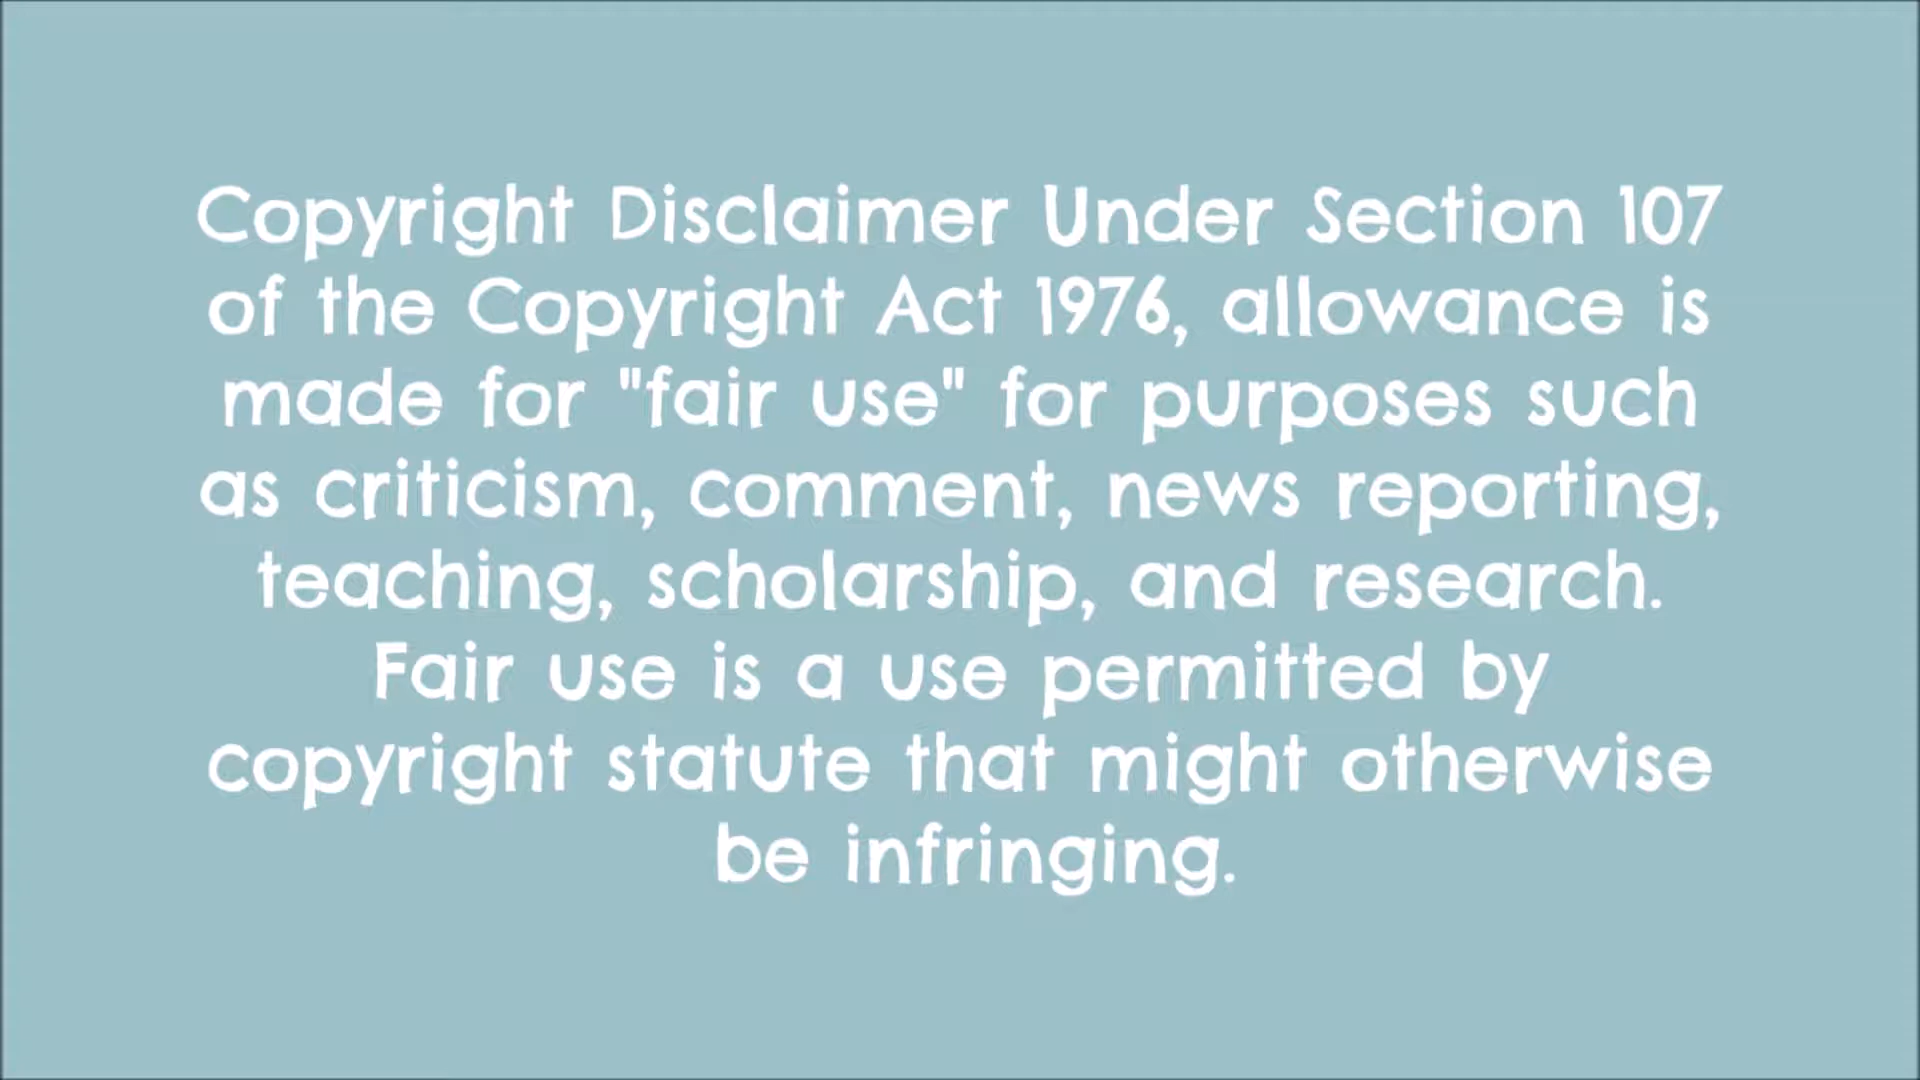 Copyright Disclaimer Under Section 107
of the Copyright Act 1976, allowance is
made for "fair use" for purposes such
as criticism, comment, news reporting,
teaching, scholarship, and research.
Fair use is a use permitted by
copyright statute that might otherwise
be infringing.